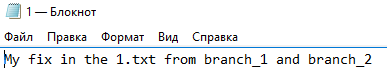 1 — Блокнот
Файл Правка Формат Вид Справка
My fix in the 1.txt from branch_1 and branch_2